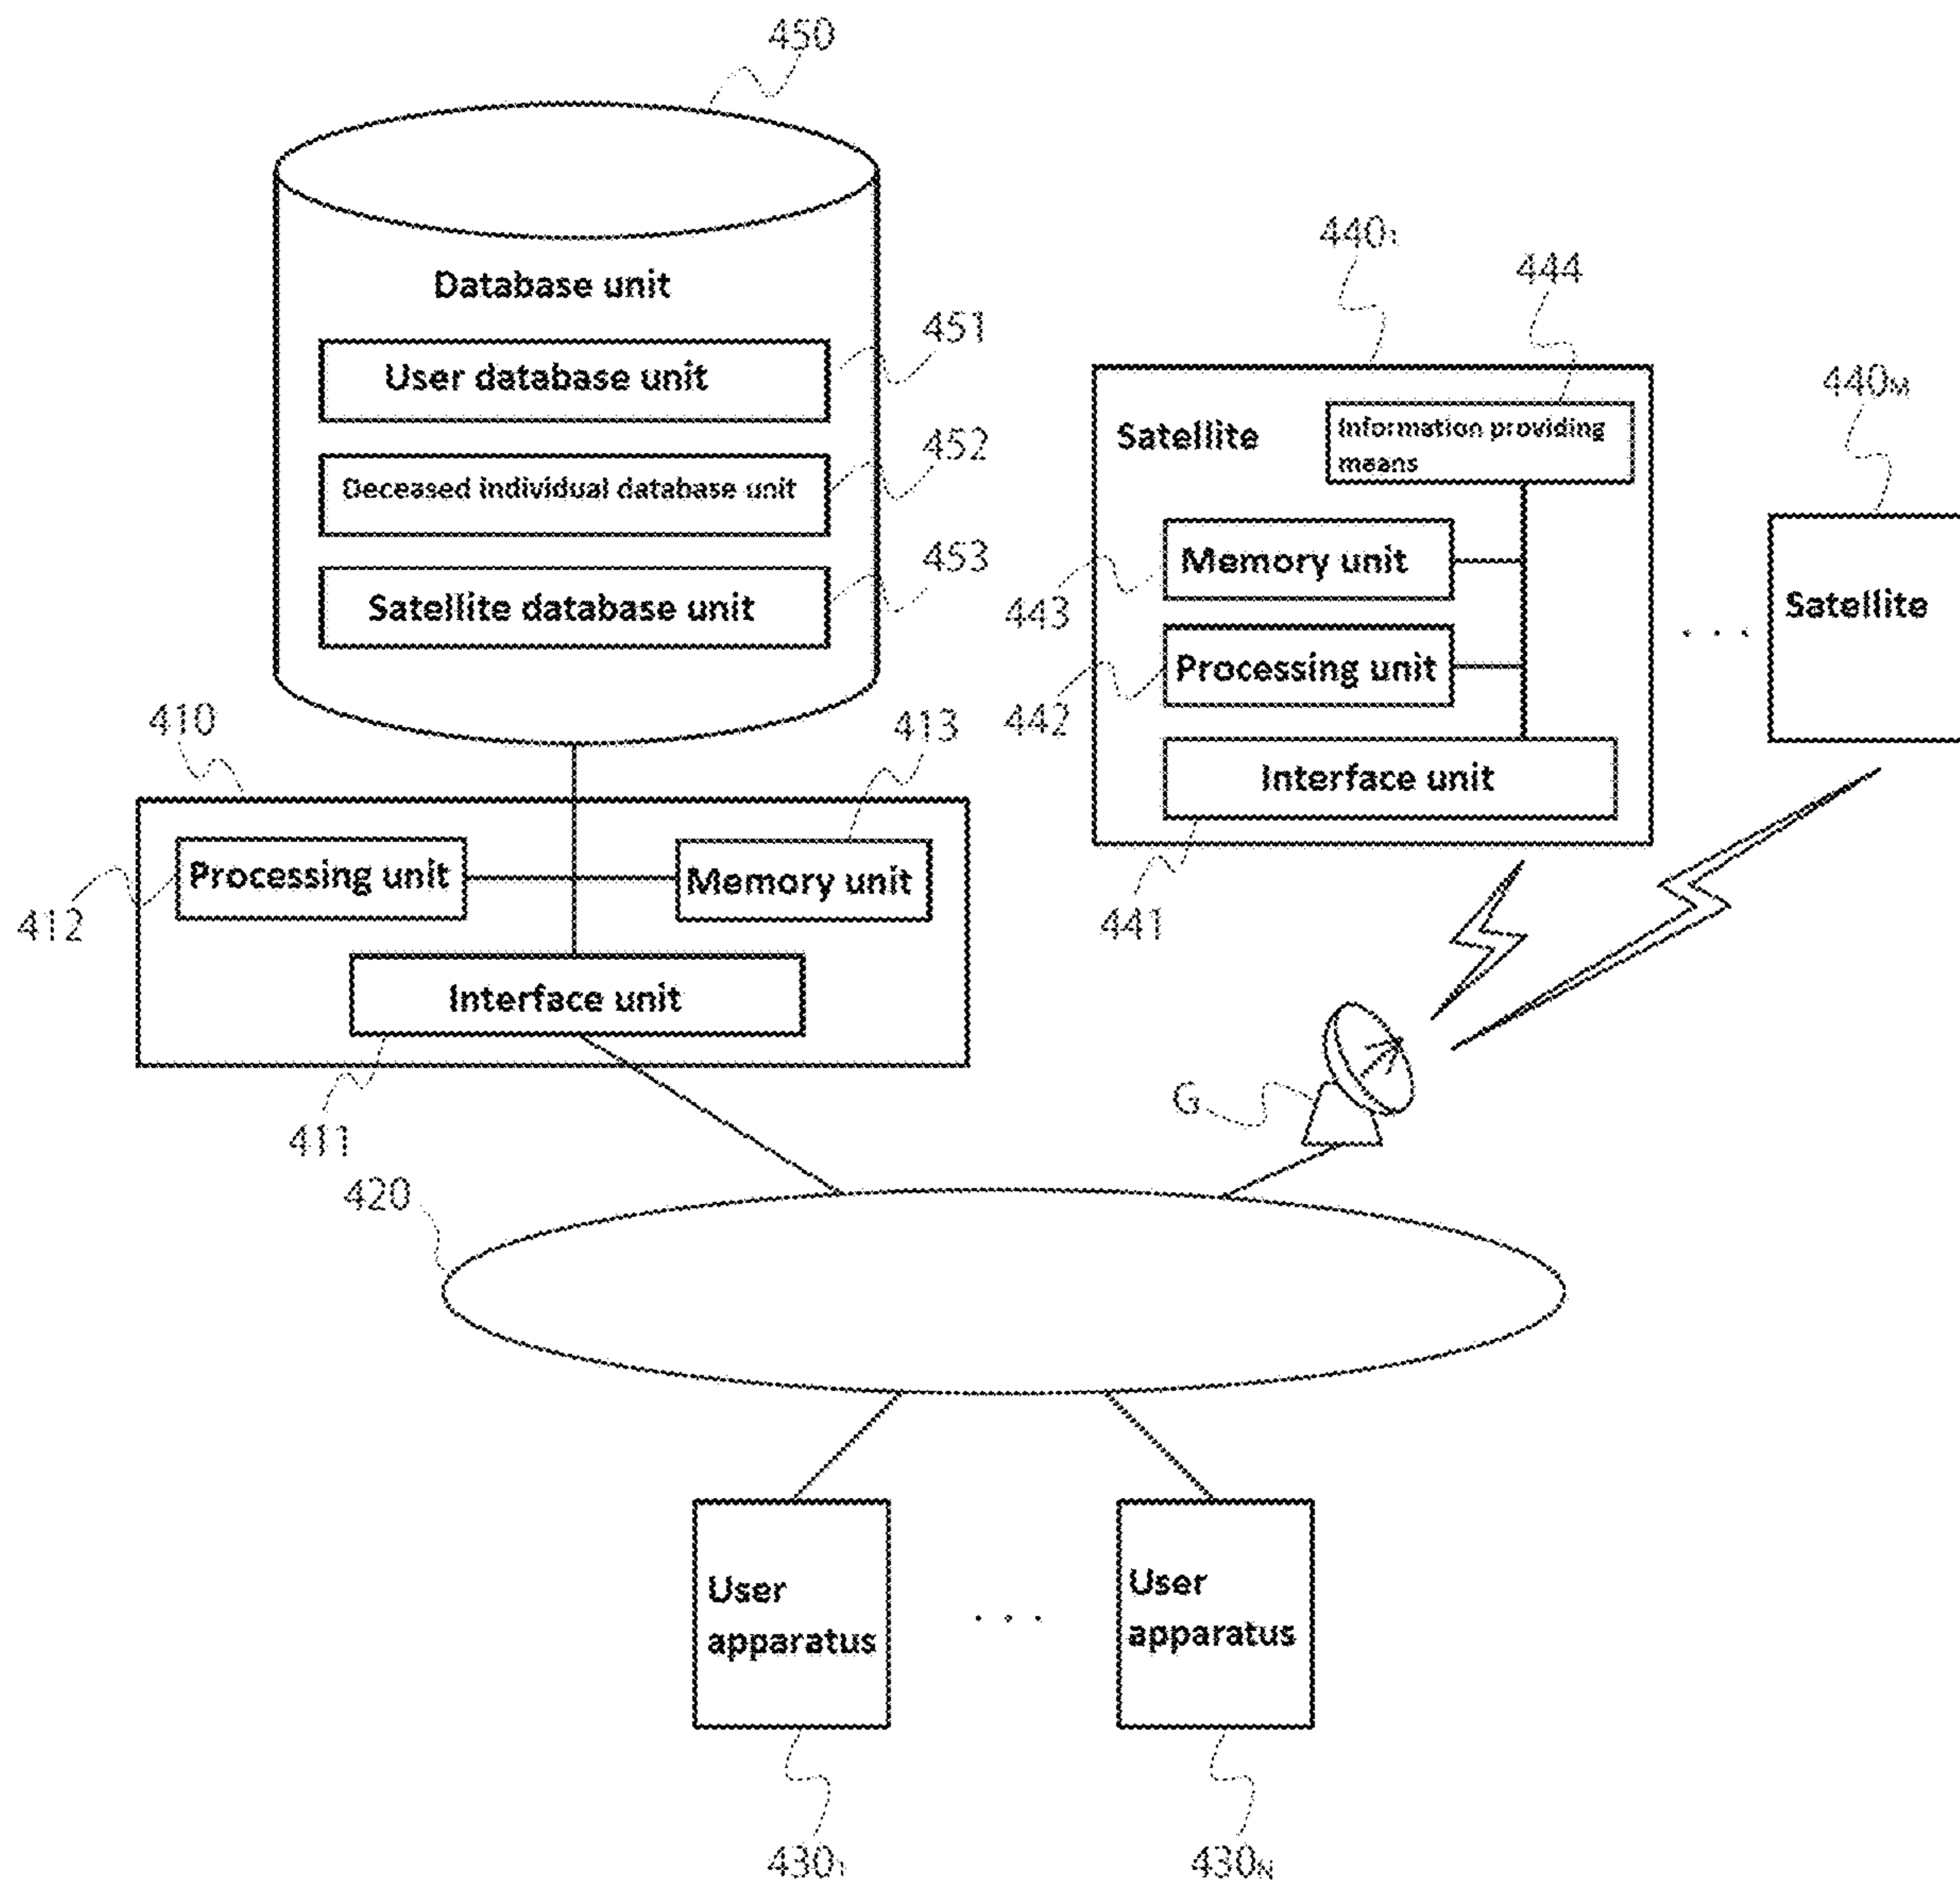 450
Database unit
451
User database unit
452
Deceased individual database unit
453
Satellite database unit
410
413
412
Processing unit
Memory unit
Interface unit
411
440₁
444
Satellite
Information providing
means
443
Memory unit
442
Processing unit
Interface unit
441
. . .
440M
Satellite
G
420
User
apparatus
. . .
User
apparatus
430₁
430N